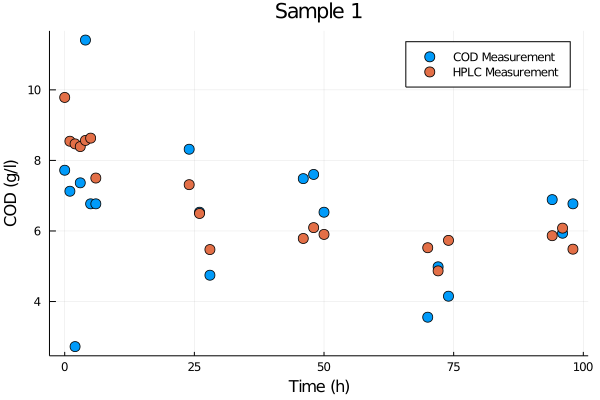 Sample 1
COD Measurement
HPLC Measurement
COD (g/l)
10
8
6
4
0
25
50
75
100
Time (h)